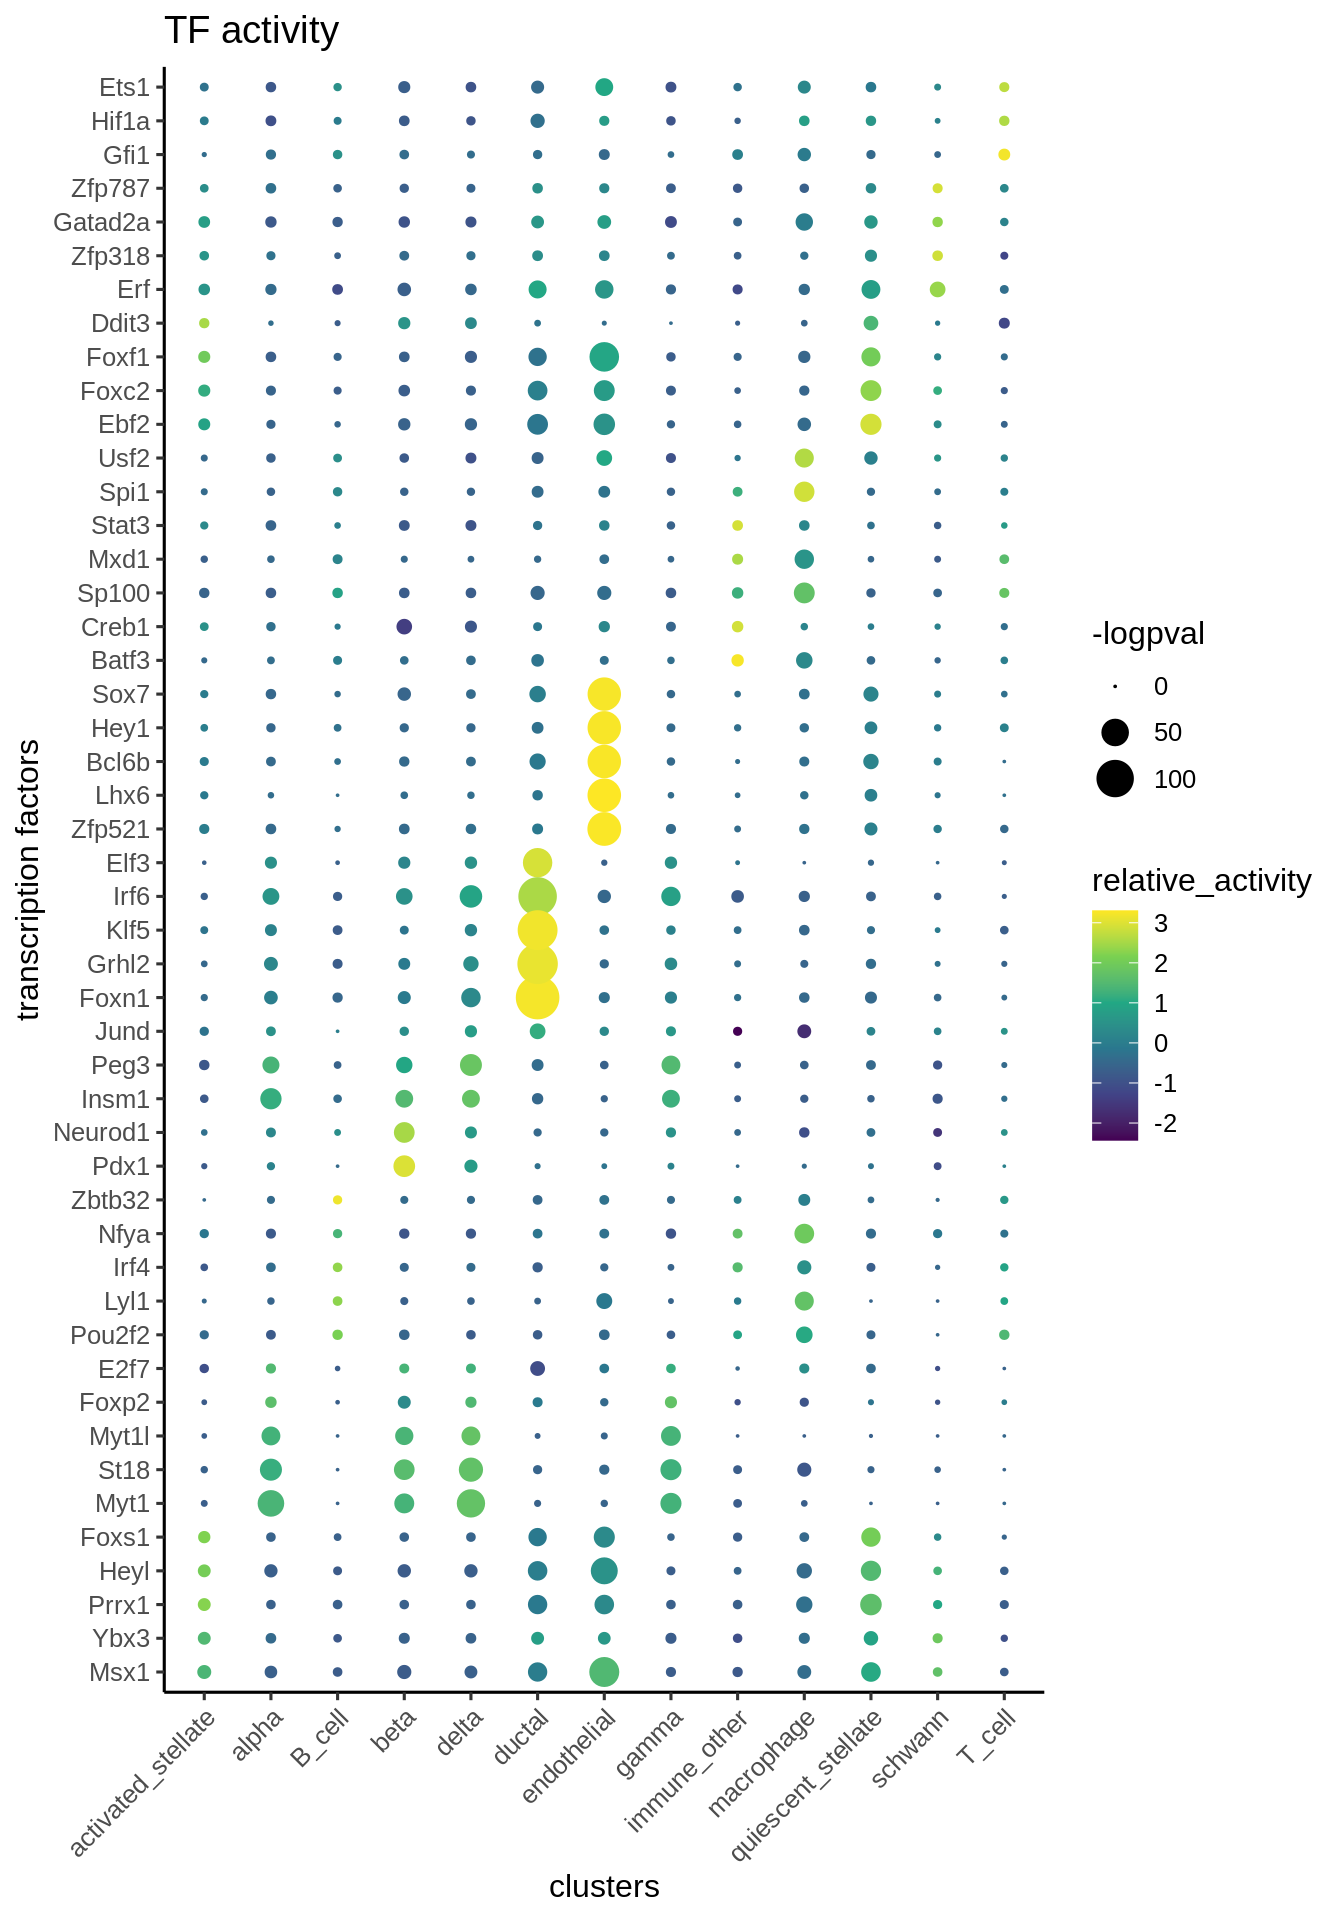 TF activity
Ets1
Hif1a
Gfi1
Zfp787
Gatad2a
Zfp318
Erf
Ddit3
Foxf1
Foxc2
Ebf2
Usf2
Spi1
Stat3
Mxd1
Sp100
Creb1
Batf3
Sox7
Hey1
Bcl6b
Lhx6
Zfp521
Elf3
Irf6
Klf5
Grhl2
Foxn1
Jund
Peg3
Insm1
Neurod1
Pdx1
Zbtb32
Nfya
Irf4
Lyl1
Pou2f2
E2f7
Foxp2
Myt1l
St18
Myt1
Foxs1
Heyl
Prrx1
Ybx3
Msx1
transcription factors
activated_stellate
alpha
B_cell
beta
delta
ductal
endothelial
gamma
immune_other
macrophage
quiescent_stellate
schwann
T_cell
clusters
-logpval
0
50
100
relative_activity
3
2
1
0
-1
-2